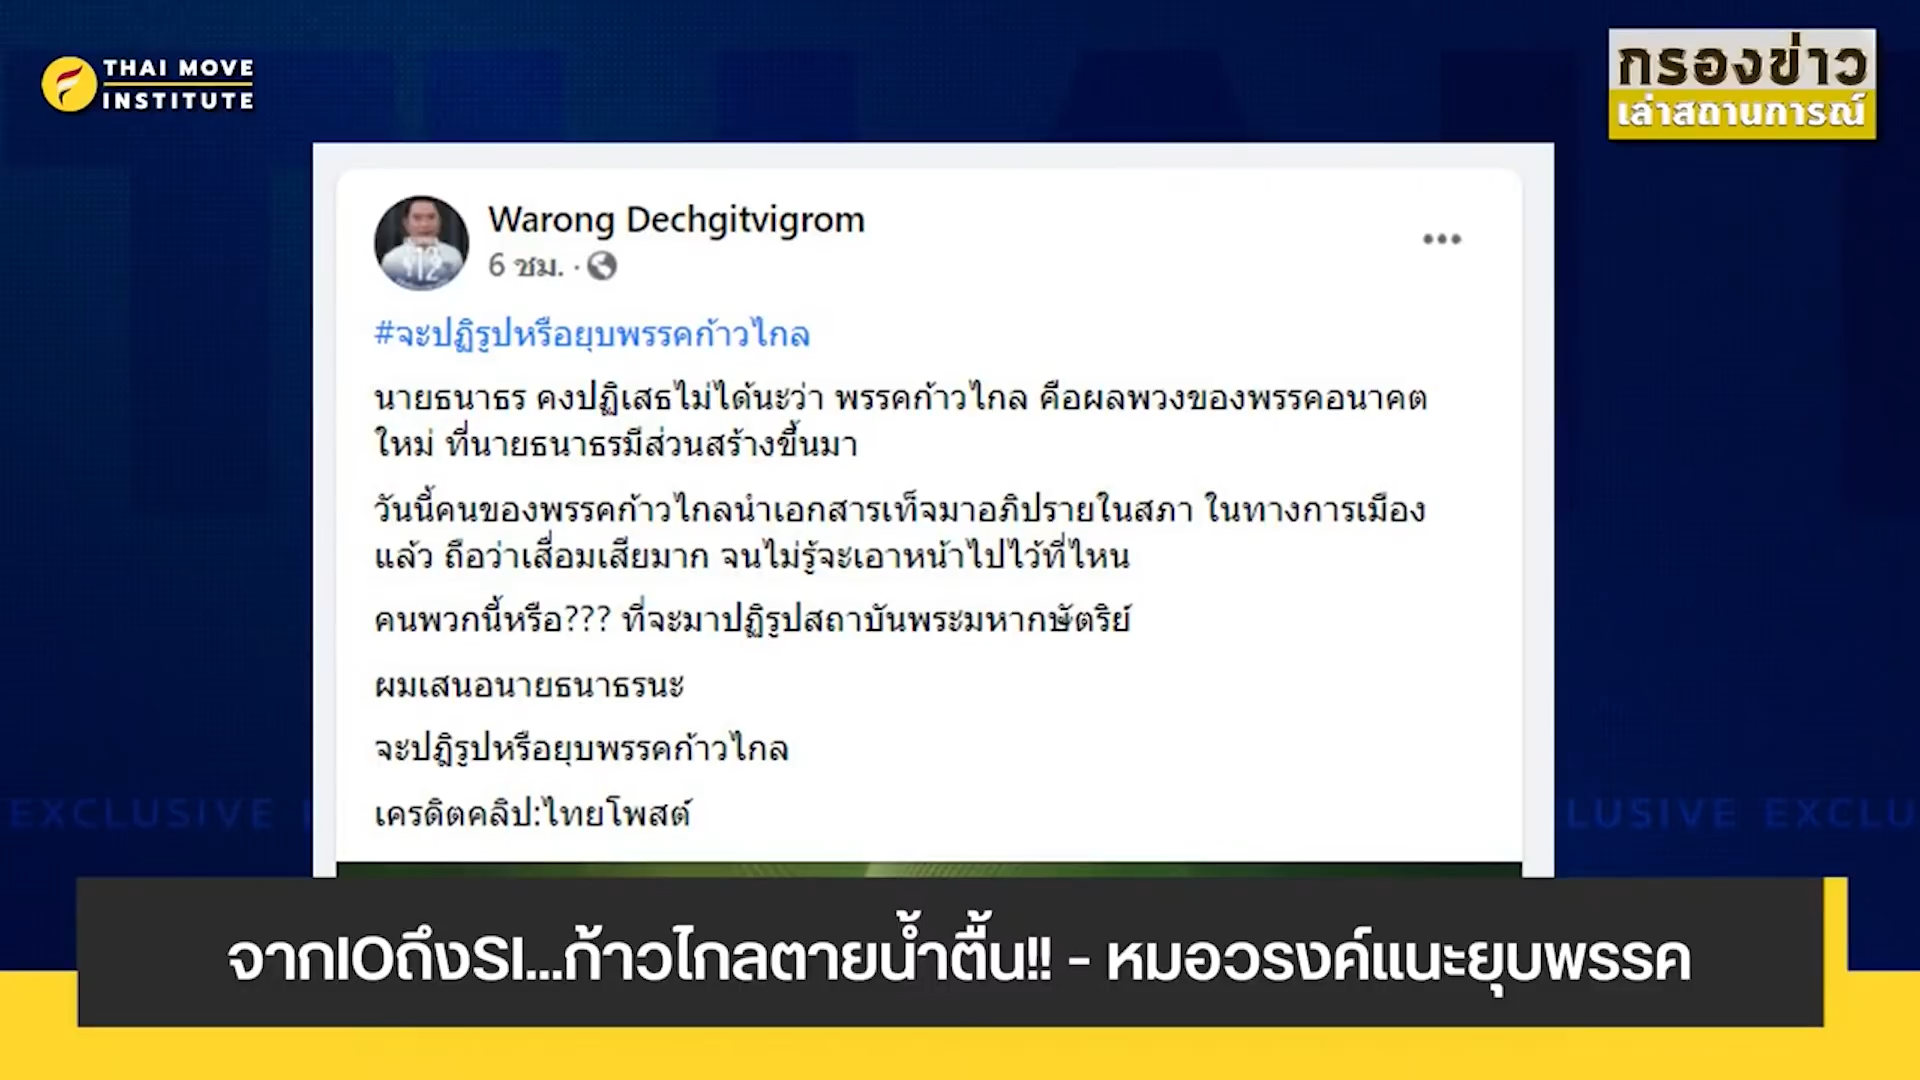 THAI MOVE
INSTITUTE
กรองข่าว
เล่าสถานการณ์
Warong Dechgitvigrom
6 ชม. ·
#จะปฏิรูปหรือยุบพรรคก้าวไกล
นายธนาธร คงปฏิเสธไม่ได้นะว่า พรรคก้าวไกล คือผลพวงของพรรคอนาคต
ใหม่ ที่นายธนาธรมีส่วนสร้างขึ้นมา
วันนี้คนของพรรคก้าวไกลนำเอกสารเท็จมาอภิปรายในสภา ในทางการเมือง
แล้ว ถือว่าเสื่อมเสียมาก จนไม่รู้จะเอาหน้าไปไว้ที่ไหน
คนพวกนี้หรือ??? ที่จะมาปฏิรูปสถาบันพระมหากษัตริย์
ผมเสนอนายธนาธรนะ
จะปฎิรูปหรือยุบพรรคก้าวไกล
เครดิตคลิป:ไทยโพสต์
EXCLUSIVE
LUSIVE EXCLU
จากIOถึงSI...ก้าวไกลตายน้ำตื้น!! - หมอวรงค์แนะยุบพรรค